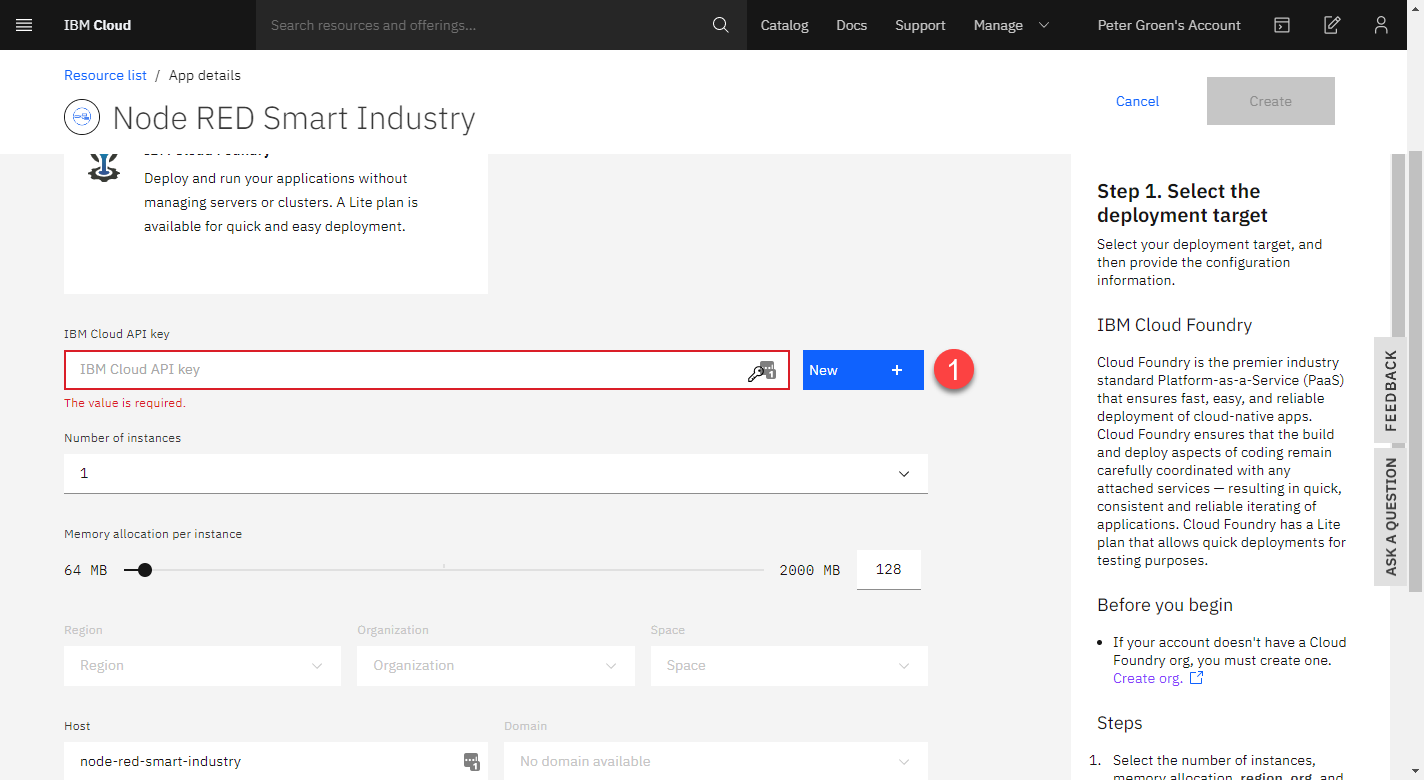 IBM Cloud
Search resources and offerings...
Catalog
Docs
Support
Manage
Peter Groen's Account
Resource list / App details
Node RED Smart Industry
Cancel
Create
Deploy and run your applications without
managing servers or clusters. A Lite plan is
available for quick and easy deployment.
IBM Cloud API key
IBM Cloud API key
1
New +
1
The value is required.
Number of instances
1
Memory allocation per instance
64 MB
2000 MB
128
Region
Organization
Space
Region
Organization
Space
Host
Domain
node-red-smart-industry
1
No domain available
Step 1. Select the
deployment target
Select your deployment target, and
then provide the configuration
information.
IBM Cloud Foundry
Cloud Foundry is the premier industry
standard Platform-as-a-Service (PaaS)
that ensures fast, easy, and reliable
deployment of cloud-native apps.
Cloud Foundry ensures that the build
and deploy aspects of coding remain
carefully coordinated with any
attached services — resulting in quick,
consistent and reliable iterating of
applications. Cloud Foundry has a Lite
plan that allows quick deployments for
testing purposes.
Before you begin
• If your account doesn't have a Cloud
Foundry org, you must create one.
Create org.
Steps
1. Select the number of instances,
memory allocation, region, org, and
FEEDBACK
ASK A QUESTION